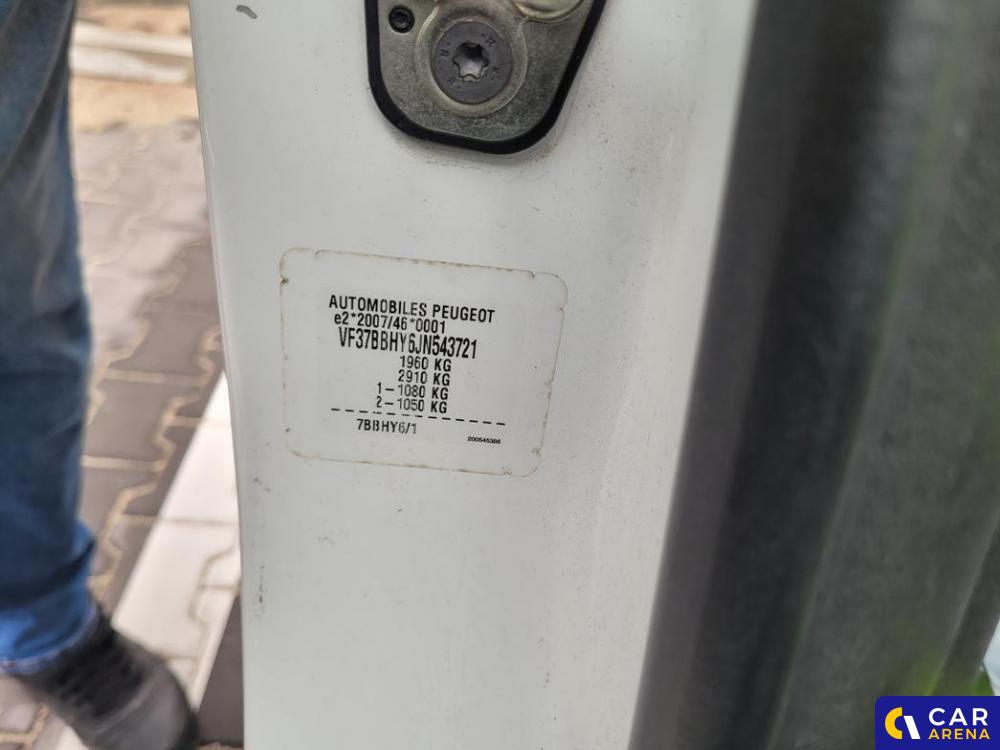 AUTOMOBILES PEUGEOT
e2*2007/46*0001
VF37BBHY6JN543721
1960 KG
2910 KG
1-1080 KG
2-1050 KG
7BBHY6/1
200545386
CAR
ARENA